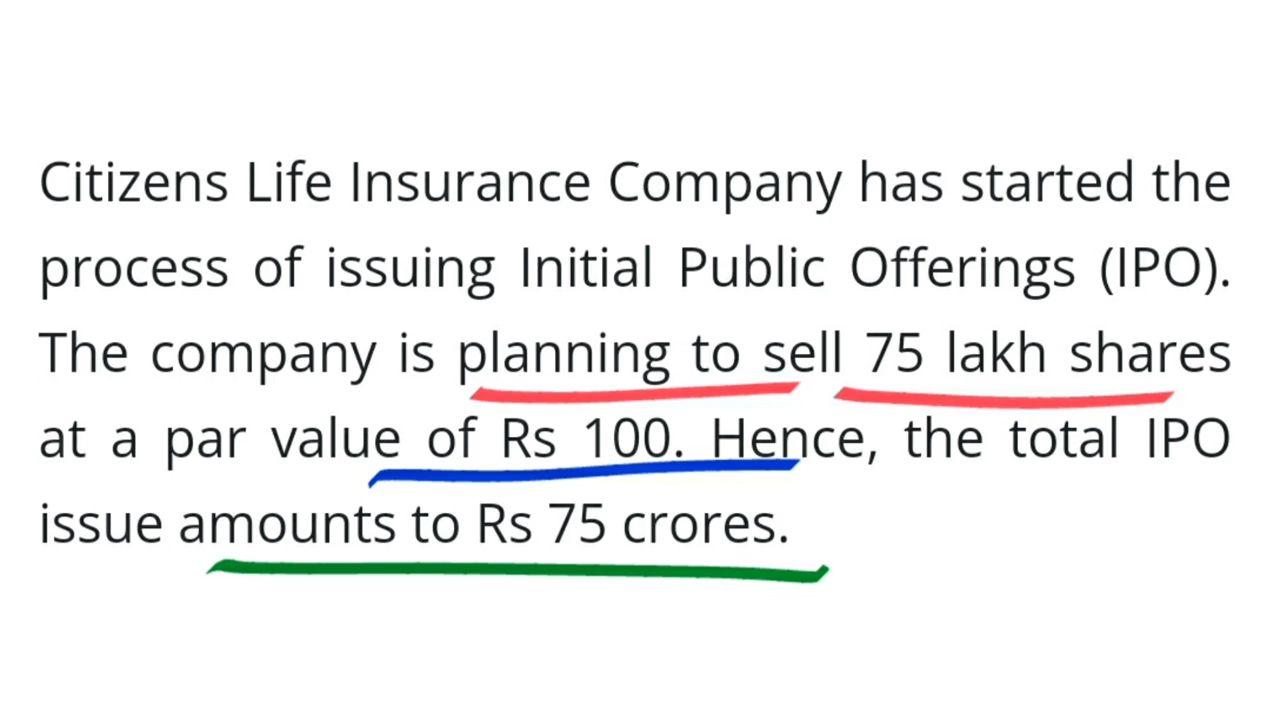 Citizens Life Insurance Company has started the
process of issuing Initial Public Offerings (IPO).
The company is planning to sell 75 lakh shares
at a par value of Rs 100. Hence, the total IPO
issue amounts to Rs 75 crores.